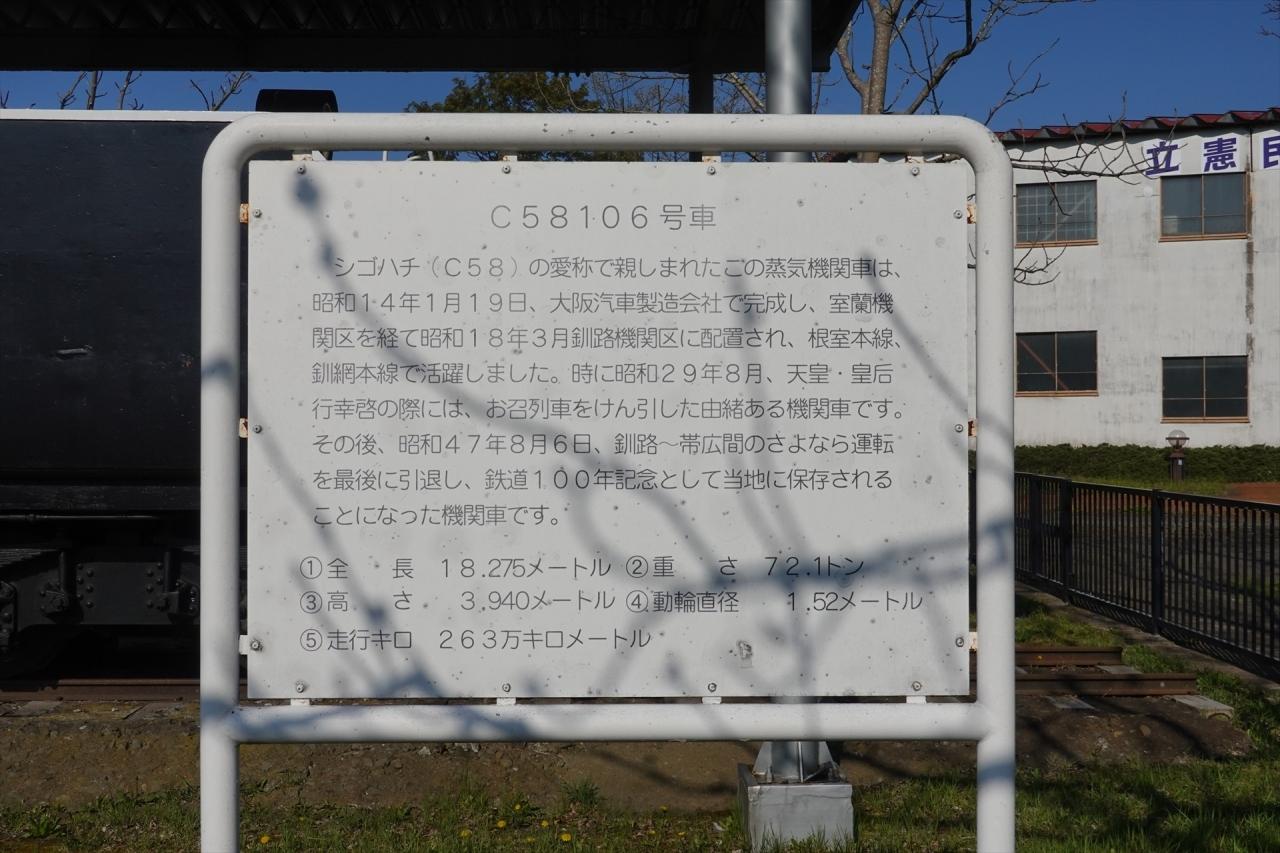 立憲民
C58106号車
シゴハチ(C58)の愛称で親しまれたこの蒸気機関車は、
昭和14年1月19日、大阪汽車製造会社で完成し、室蘭機
関区を経て昭和18年3月釧路機関区に配置され、根室本線、
釧網本線で活躍しました。時に昭和29年8月、天皇・皇后
行幸啓の際には、お召列車をけん引した由緒ある機関車です。
その後、昭和47年8月6日、釧路～帯広間のさよなら運転
を最後に引退し、鉄道100年記念として当地に保存される
ことになった機関車です。
①全　長　18.275メートル ②重　さ　72.1トン
③高　さ　3.940メートル ④動輪直径　1.52メートル
⑤走行キロ　263万キロメートル